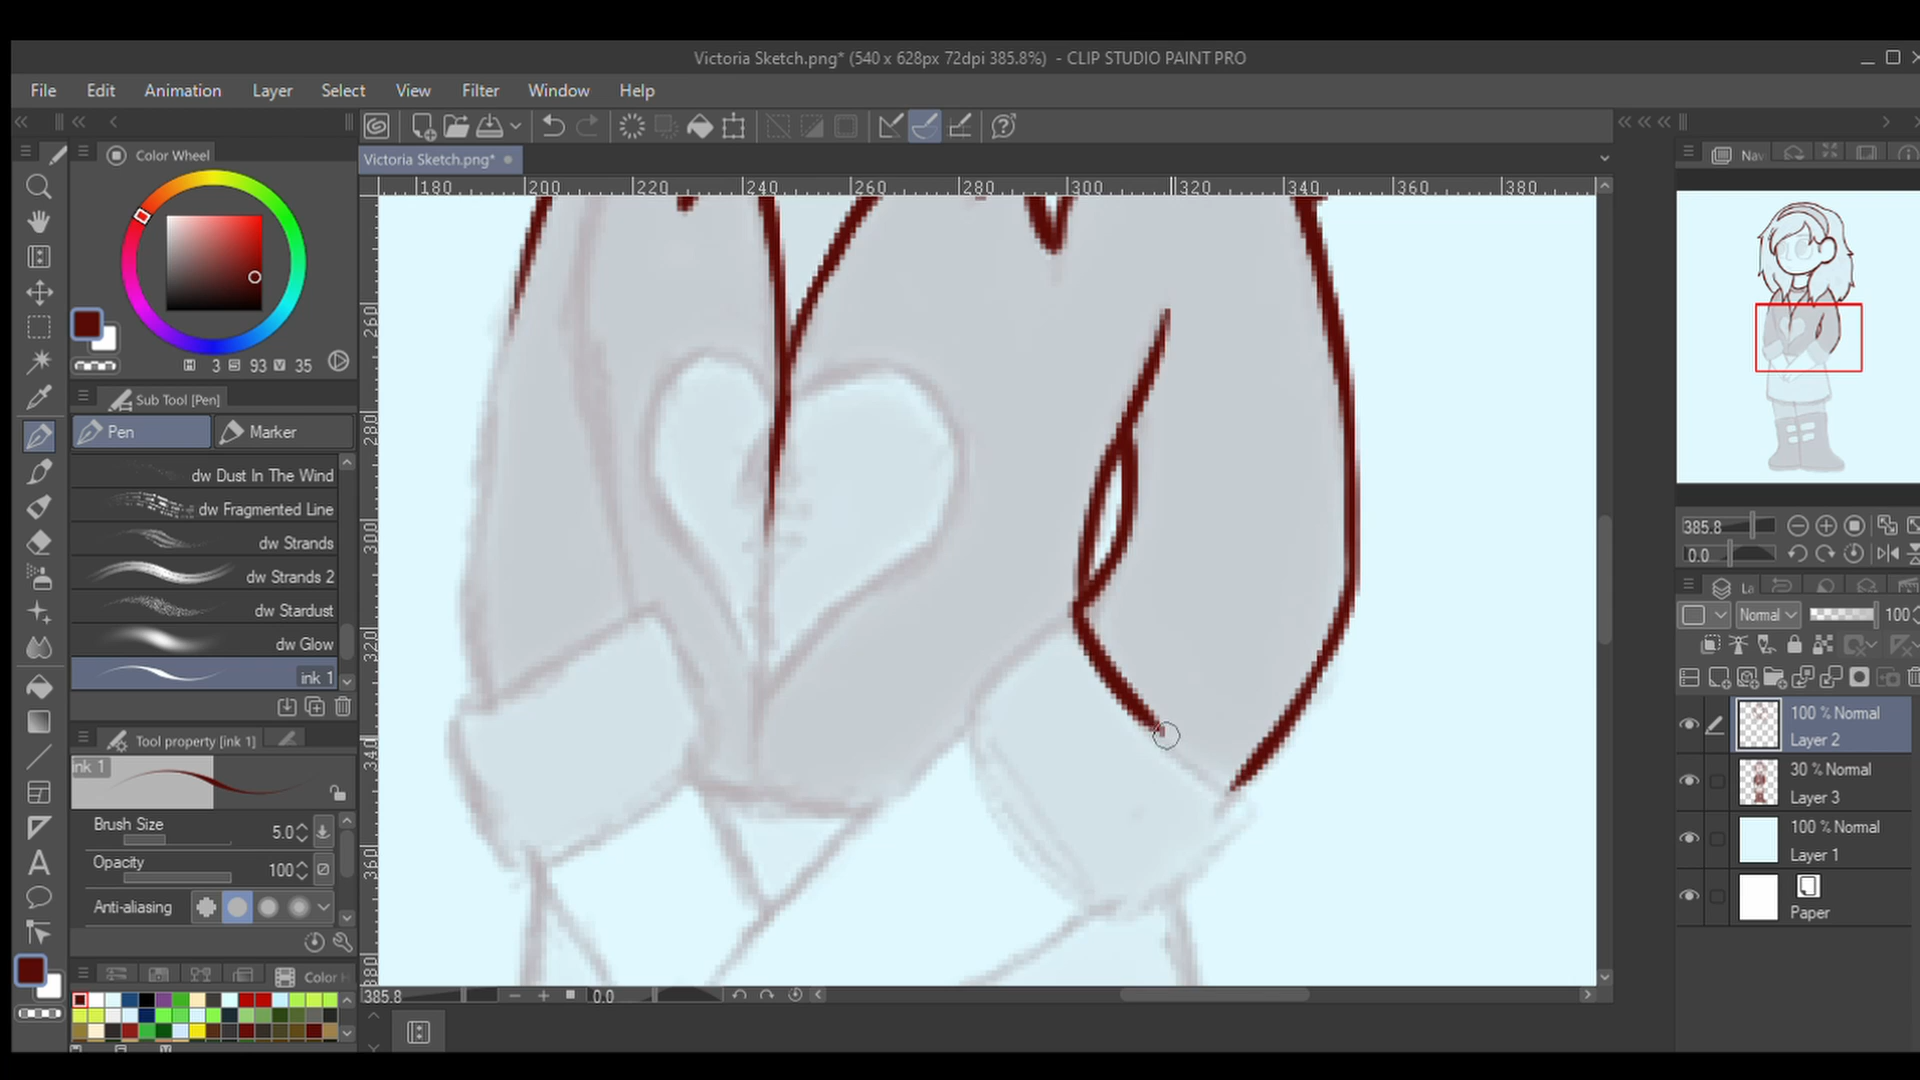 Victoria Sketch.png* (540 x 628px 72dpi 385.8%) - CLIP STUDIO PAINT PRO
File Edit Animation Layer Select View Filter Window Help
Color Wheel
Victoria Sketch.png*
Nav
180 200 220 240 260 280 300 320 340 360 380
260
280
300
320
340
360
380
H 3 S 93 V 35
Sub Tool [Pen]
Pen
Marker
dw Dust In The Wind
dw Fragmented Line
dw Strands
dw Strands 2
dw Stardust
dw Glow
ink 1
Tool property [ink 1]
ink 1
Brush Size 5.0
Opacity 100
Anti-aliasing
Color
385.8 0.0
385.8
0.0
La
Normal 100
100 % Normal
Layer 2
30 % Normal
Layer 3
100 % Normal
Layer 1
Paper